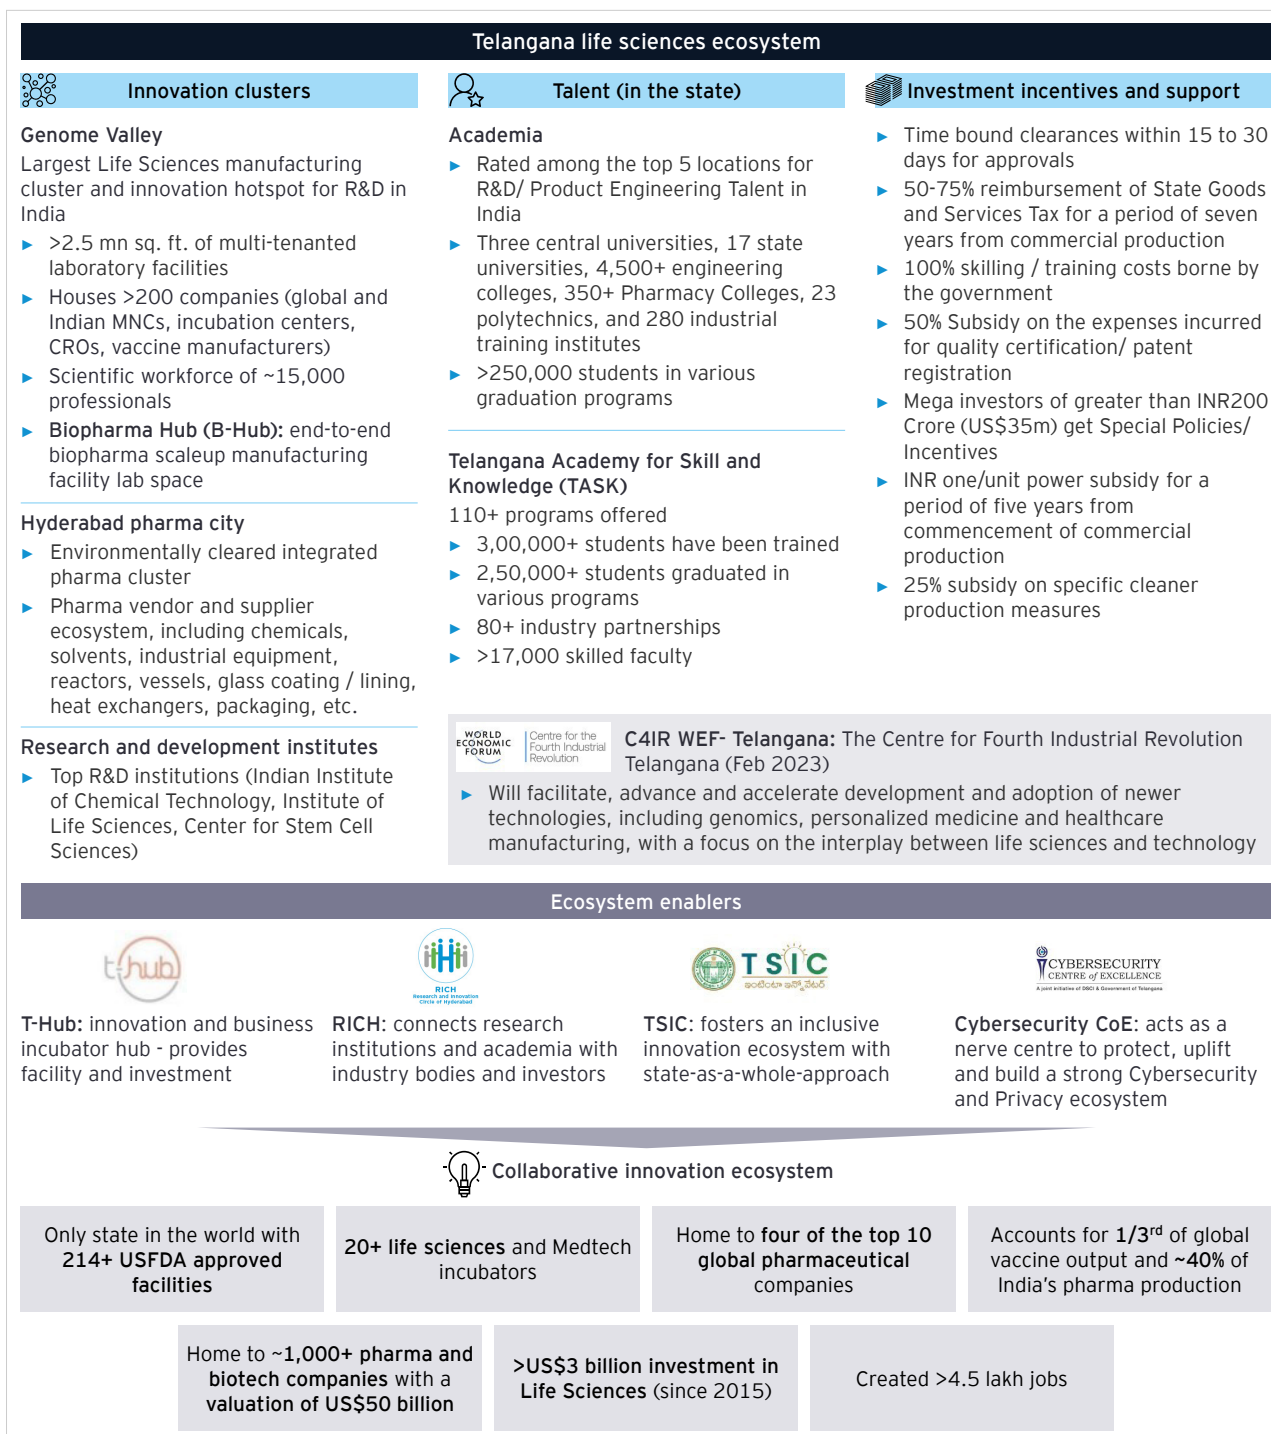 Telangana life sciences ecosystem
Innovation clusters
Genome Valley
Largest Life Sciences manufacturing
cluster and innovation hotspot for R&D in
India
► >2.5 mn sq. ft. of multi-tenanted
laboratory facilities
► Houses >200 companies (global and
Indian MNCs, incubation centers,
CROs, vaccine manufacturers)
► Scientific workforce of ~15,000
professionals
► Biopharma Hub (B-Hub): end-to-end
biopharma scaleup manufacturing
facility lab space
Hyderabad pharma city
► Environmentally cleared integrated
pharma cluster
► Pharma vendor and supplier
ecosystem, including chemicals,
solvents, industrial equipment,
reactors, vessels, glass coating / lining,
heat exchangers, packaging, etc.
Research and development institutes
► Top R&D institutions (Indian Institute
of Chemical Technology, Institute of
Life Sciences, Center for Stem Cell
Sciences)
Talent (in the state)
Academia
► Rated among the top 5 locations for
R&D/ Product Engineering Talent in
India
► Three central universities, 17 state
universities, 4,500+ engineering
colleges, 350+ Pharmacy Colleges, 23
polytechnics, and 280 industrial
training institutes
► >250,000 students in various
graduation programs
Telangana Academy for Skill and
Knowledge (TASK)
110+ programs offered
► 3,00,000+ students have been trained
► 2,50,000+ students graduated in
various programs
► 80+ industry partnerships
► >17,000 skilled faculty
Investment incentives and support
► Time bound clearances within 15 to 30
days for approvals
► 50-75% reimbursement of State Goods
and Services Tax for a period of seven
years from commercial production
► 100% skilling / training costs borne by
the government
► 50% Subsidy on the expenses incurred
for quality certification/ patent
registration
► Mega investors of greater than INR200
Crore (US$35m) get Special Policies/
Incentives
► INR one/unit power subsidy for a
period of five years from
commencement of commercial
production
► 25% subsidy on specific cleaner
production measures
WORLD
ECONOMIC
FORUM
Centre for the
Fourth Industrial
Revolution
C4IR WEF- Telangana: The Centre for Fourth Industrial Revolution
Telangana (Feb 2023)
► Will facilitate, advance and accelerate development and adoption of newer
technologies, including genomics, personalized medicine and healthcare
manufacturing, with a focus on the interplay between life sciences and technology
Ecosystem enablers
t-hub
T-Hub: innovation and business
incubator hub - provides
facility and investment
RICH
Research and Innovation
Circle of Hyderabad
RICH: connects research
institutions and academia with
industry bodies and investors
TSIC
ఇంటింటా ఇన్నోవేటర్
TSIC: fosters an inclusive
innovation ecosystem with
state-as-a-whole-approach
CYBERSECURITY
CENTRE of EXCELLENCE
A joint initiative of DSCI & Government of Telangana
Cybersecurity CoE: acts as a
nerve centre to protect, uplift
and build a strong Cybersecurity
and Privacy ecosystem
Collaborative innovation ecosystem
Only state in the world with
214+ USFDA approved
facilities
20+ life sciences and Medtech
incubators
Home to four of the top 10
global pharmaceutical
companies
Accounts for 1/3rd of global
vaccine output and ~40% of
India's pharma production
Home to ~1,000+ pharma and
biotech companies with a
valuation of US$50 billion
>US$3 billion investment in
Life Sciences (since 2015)
Created >4.5 lakh jobs